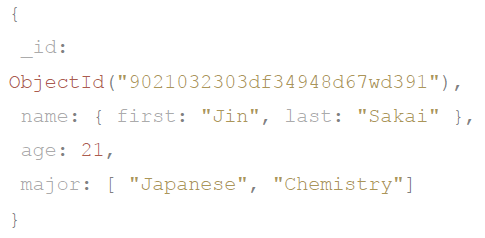 {
_id:
ObjectId("9021032303df34948d67wd391"),
name: { first: "Jin", last: "Sakai" },
age: 21,
major: [ "Japanese", "Chemistry"]
}